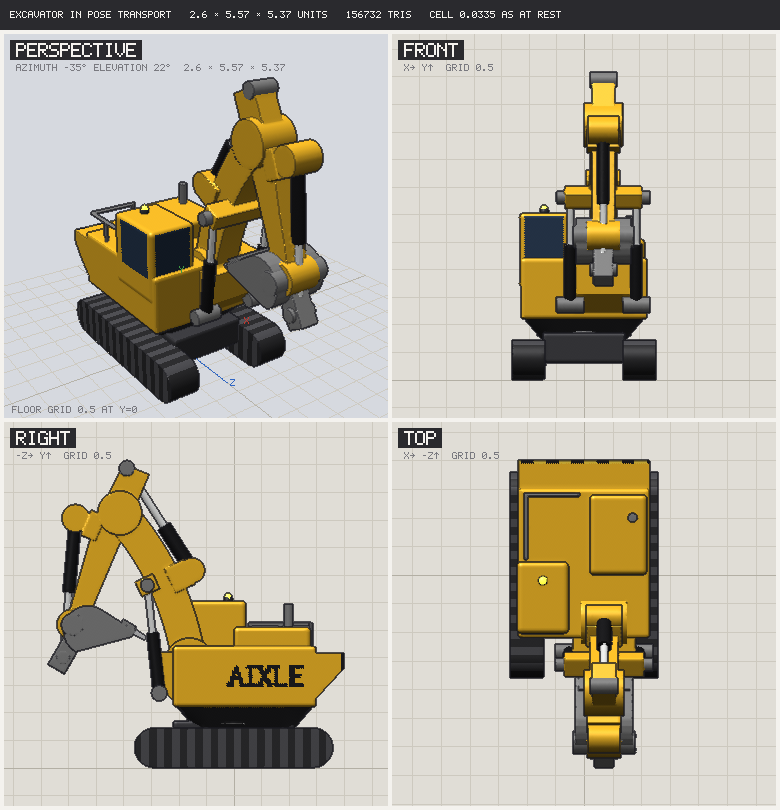 EXCAVATOR IN POSE TRANSPORT 2.6 × 5.57 × 5.37 UNITS 156732 TRIS CELL 0.0335 AS AT REST
PERSPECTIVE
AZIMUTH -35° ELEVATION 22° 2.6 × 5.57 × 5.37
X
Z
FLOOR GRID 0.5 AT Y=0
FRONT
X→ Y↑ GRID 0.5
RIGHT
-Z→ Y↑ GRID 0.5
AIXLE
TOP
X→ -Z↑ GRID 0.5